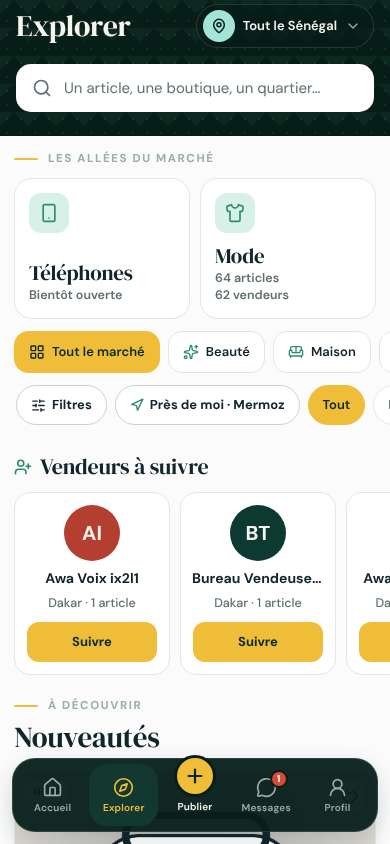 Explorer
Tout le Sénégal
Un article, une boutique, un quartier...
LES ALLÉES DU MARCHÉ
Téléphones
Bientôt ouverte
Mode
64 articles
62 vendeurs
Tout le marché
Beauté
Maison
Filtres
Près de moi · Mermoz
Tout
Vendeurs à suivre
AI
Awa Voix ix2l1
Dakar · 1 article
Suivre
BT
Bureau Vendeuse...
Dakar · 1 article
Suivre
À DÉCOUVRIR
Nouveautés
Accueil
Explorer
Publier
1
Messages
Profil